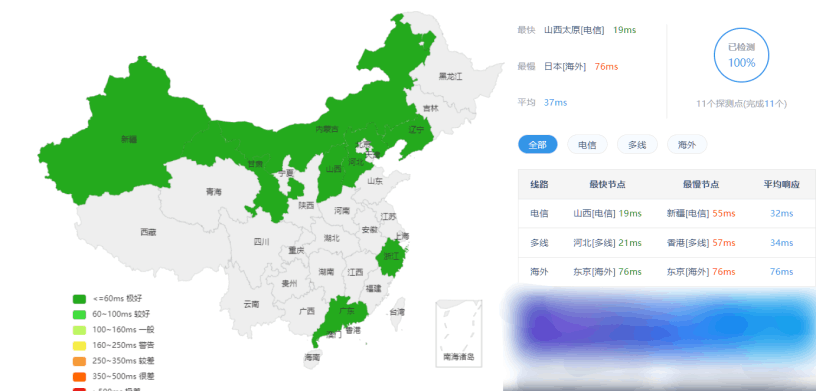 最快 山西太原[电信] 19ms
最慢 日本[海外] 76ms
平均 37ms
已检测
100%
11个探测点(完成11个)
全部 电信 多线 海外
线路 最快节点 最慢节点 平均响应
电信 山西[电信] 19ms 新疆[电信] 55ms 32ms
多线 河北[多线] 21ms 香港[多线] 57ms 34ms
海外 东京[海外] 76ms 东京[海外] 76ms 76ms
黑龙江
吉林
辽宁
内蒙古
新疆
甘肃
北京
天津
河北
山西
宁夏
山东
青海
陕西
河南
江苏
安徽
上海
西藏
四川
湖北
重庆
浙江
湖南
江西
贵州
福建
云南
广西
广东
台湾
香港
澳门
海南
南海诸岛
<=60ms 极好
60~100ms 较好
100~160ms 一般
160~250ms 警告
250~350ms 较差
350~500ms 很差